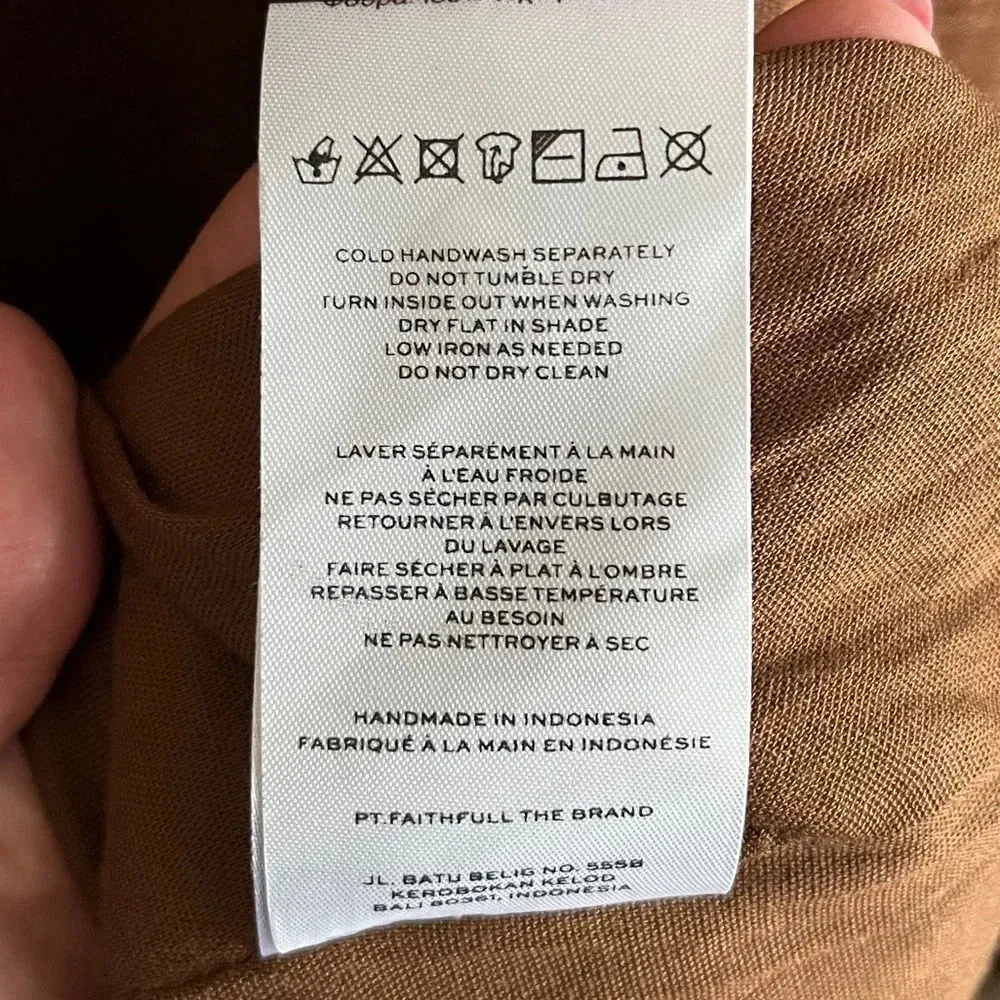 COLD HANDWASH SEPARATELY
DO NOT TUMBLE DRY
TURN INSIDE OUT WHEN WASHING
DRY FLAT IN SHADE
LOW IRON AS NEEDED
DO NOT DRY CLEAN
LAVER SÉPARÉMENT À LA MAIN
À L'EAU FROIDE
NE PAS SÉCHER PAR CULBUTAGE
RETOURNER À L'ENVERS LORS
DU LAVAGE
FAIRE SÉCHER À PLAT À L'OMBRE
REPASSER À BASSE TEMPÉRATURE
AU BESOIN
NE PAS NETTROYER À SEC
HANDMADE IN INDONESIA
FABRIQUÉ À LA MAIN EN INDONÉSIE
PT.FAITHFULL THE BRAND
JL. BATU BELIG NO. 555B
KEROBOKAN KELOD
BALI 80361, INDONESIA